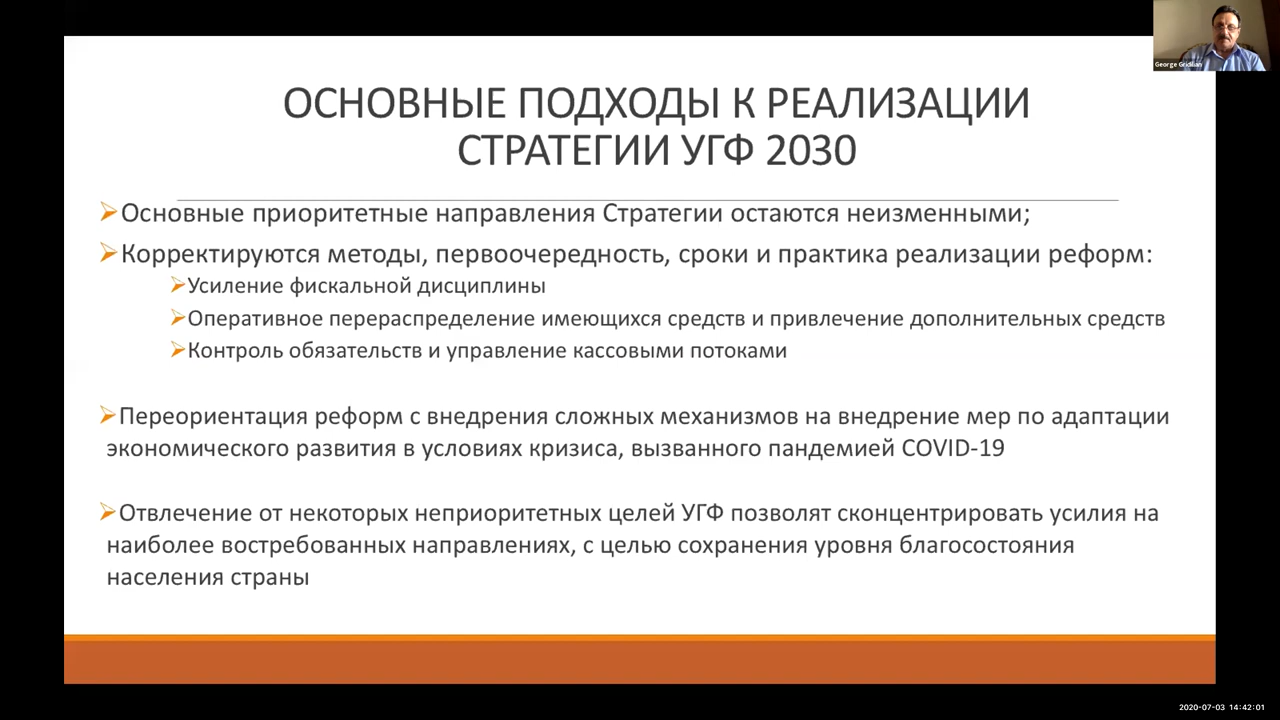 George Gridilian
ОСНОВНЫЕ ПОДХОДЫ К РЕАЛИЗАЦИИ
СТРАТЕГИИ УГФ 2030
Основные приоритетные направления Стратегии остаются неизменными;
Корректируются методы, первоочередность, сроки и практика реализации реформ:
Усиление фискальной дисциплины
Оперативное перераспределение имеющихся средств и привлечение дополнительных средств
Контроль обязательств и управление кассовыми потоками
Переориентация реформ с внедрения сложных механизмов на внедрение мер по адаптации
экономического развития в условиях кризиса, вызванного пандемией COVID-19
Отвлечение от некоторых неприоритетных целей УГФ позволят сконцентрировать усилия на
наиболее востребованных направлениях, с целью сохранения уровня благосостояния
населения страны
2020-07-03 14:42:01